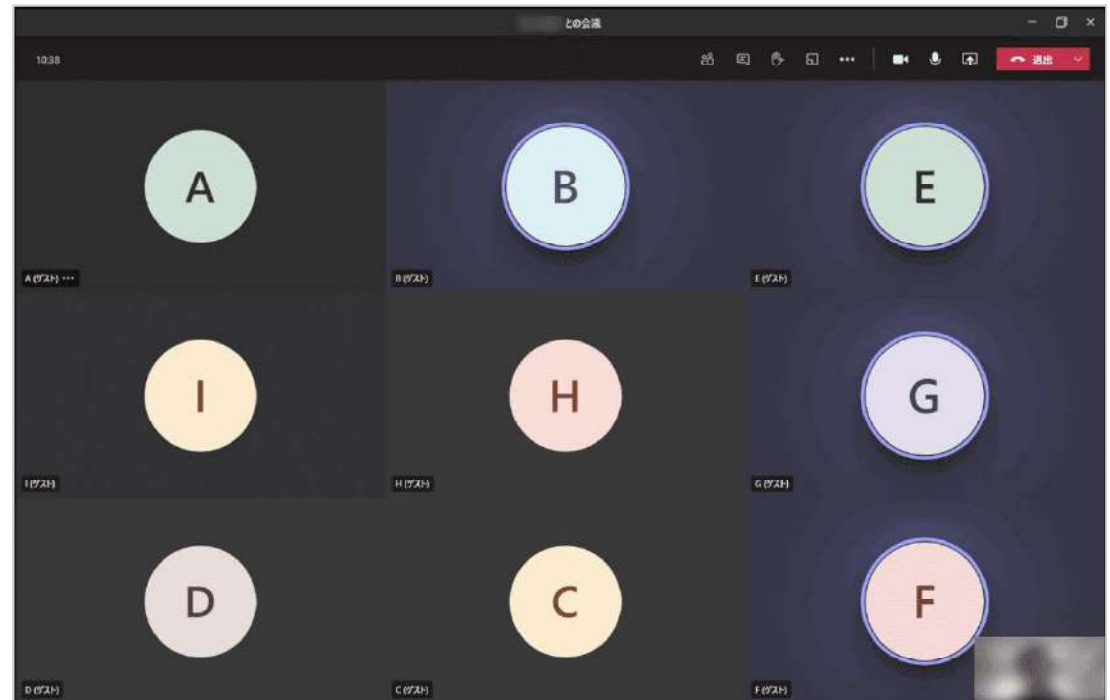 との会議
10:38
退出
A
B
E
A (ゲスト)
B (ゲスト)
E (ゲスト)
I
H
G
I (ゲスト)
H (ゲスト)
G (ゲスト)
D
C
F
D (ゲスト)
C (ゲスト)
F (ゲスト)